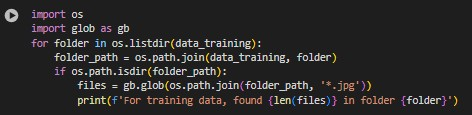 import os
import glob as gb
for folder in os.listdir(data_training):
    folder_path = os.path.join(data_training, folder)
    if os.path.isdir(folder_path):
        files = gb.glob(os.path.join(folder_path, '*.jpg'))
        print(f'For training data, found {len(files)} in folder {folder}')